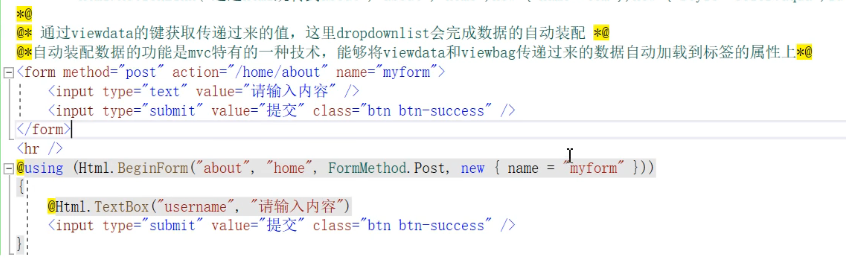 *@
@* 通过viewdata的键获取传递过来的值，这里dropdownlist会完成数据的自动装配 *@
@*自动装配数据的功能是mvc特有的一种技术，能够将viewdata和viewbag传递过来的数据自动加载到标签的属性上*@
<form method="post" action="/home/about" name="myform">
<input type="text" value="请输入内容" />
<input type="submit" value="提交" class="btn btn-success" />
</form>
<hr />
@using (Html.BeginForm("about", "home", FormMethod.Post, new { name = "myform" }))
{
@Html.TextBox("username", "请输入内容")
<input type="submit" value="提交" class="btn btn-success" />
}